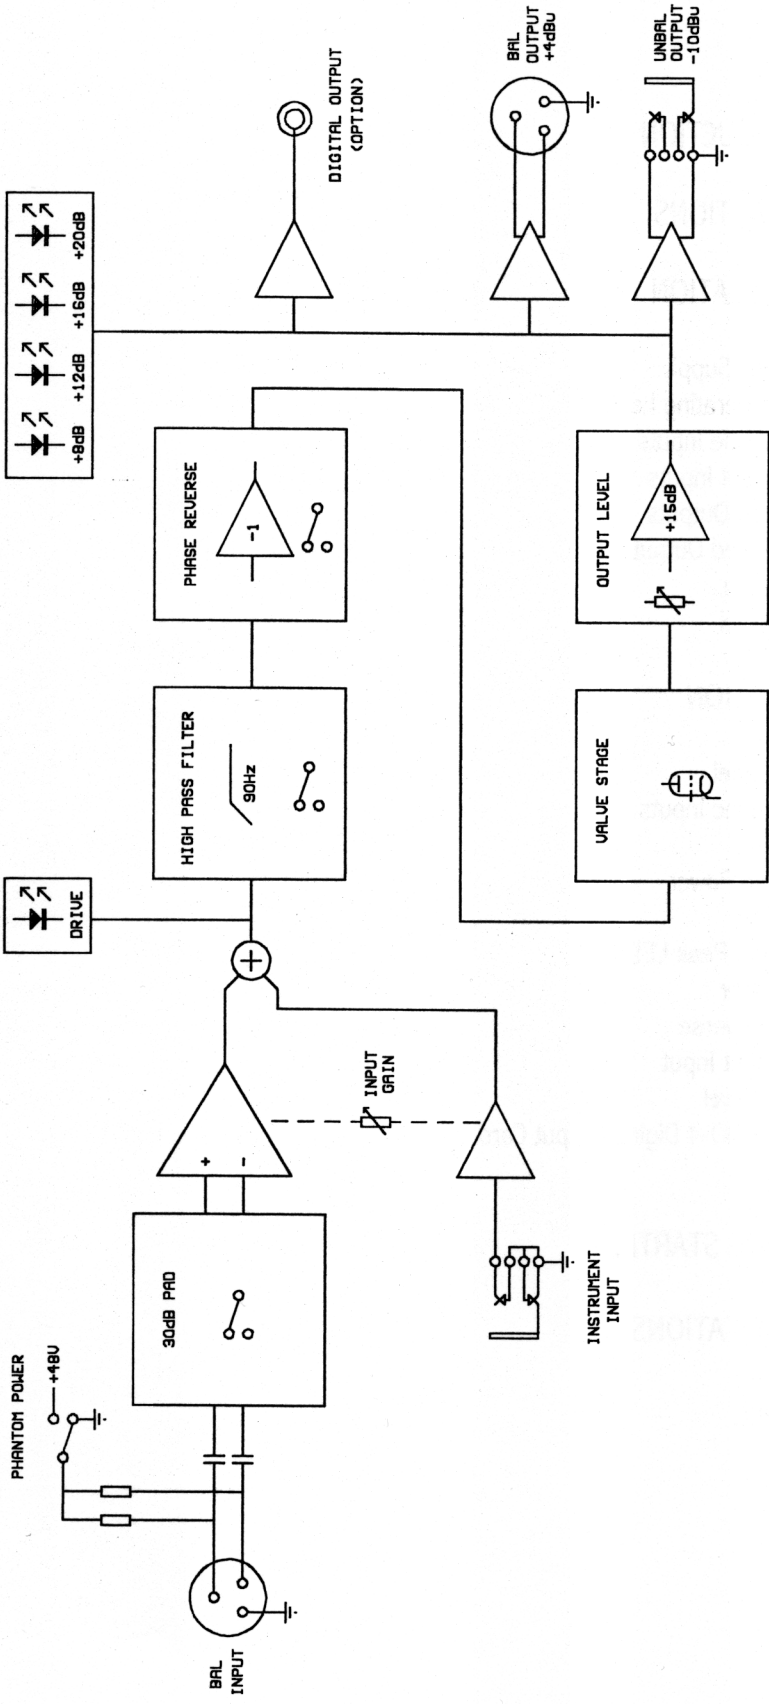 BAL
INPUT
PHANTOM POWER
+48V
30dB PAD
+
-
INSTRUMENT
INPUT
INPUT
GAIN
+
DRIVE
HIGH PASS FILTER
90Hz
PHASE REVERSE
-1
VALVE STAGE
OUTPUT LEVEL
+15dB
+8dB
+12dB
+16dB
+20dB
DIGITAL OUTPUT
(OPTION)
BAL
OUTPUT
+4dBu
UNBAL
OUTPUT
-10dBu